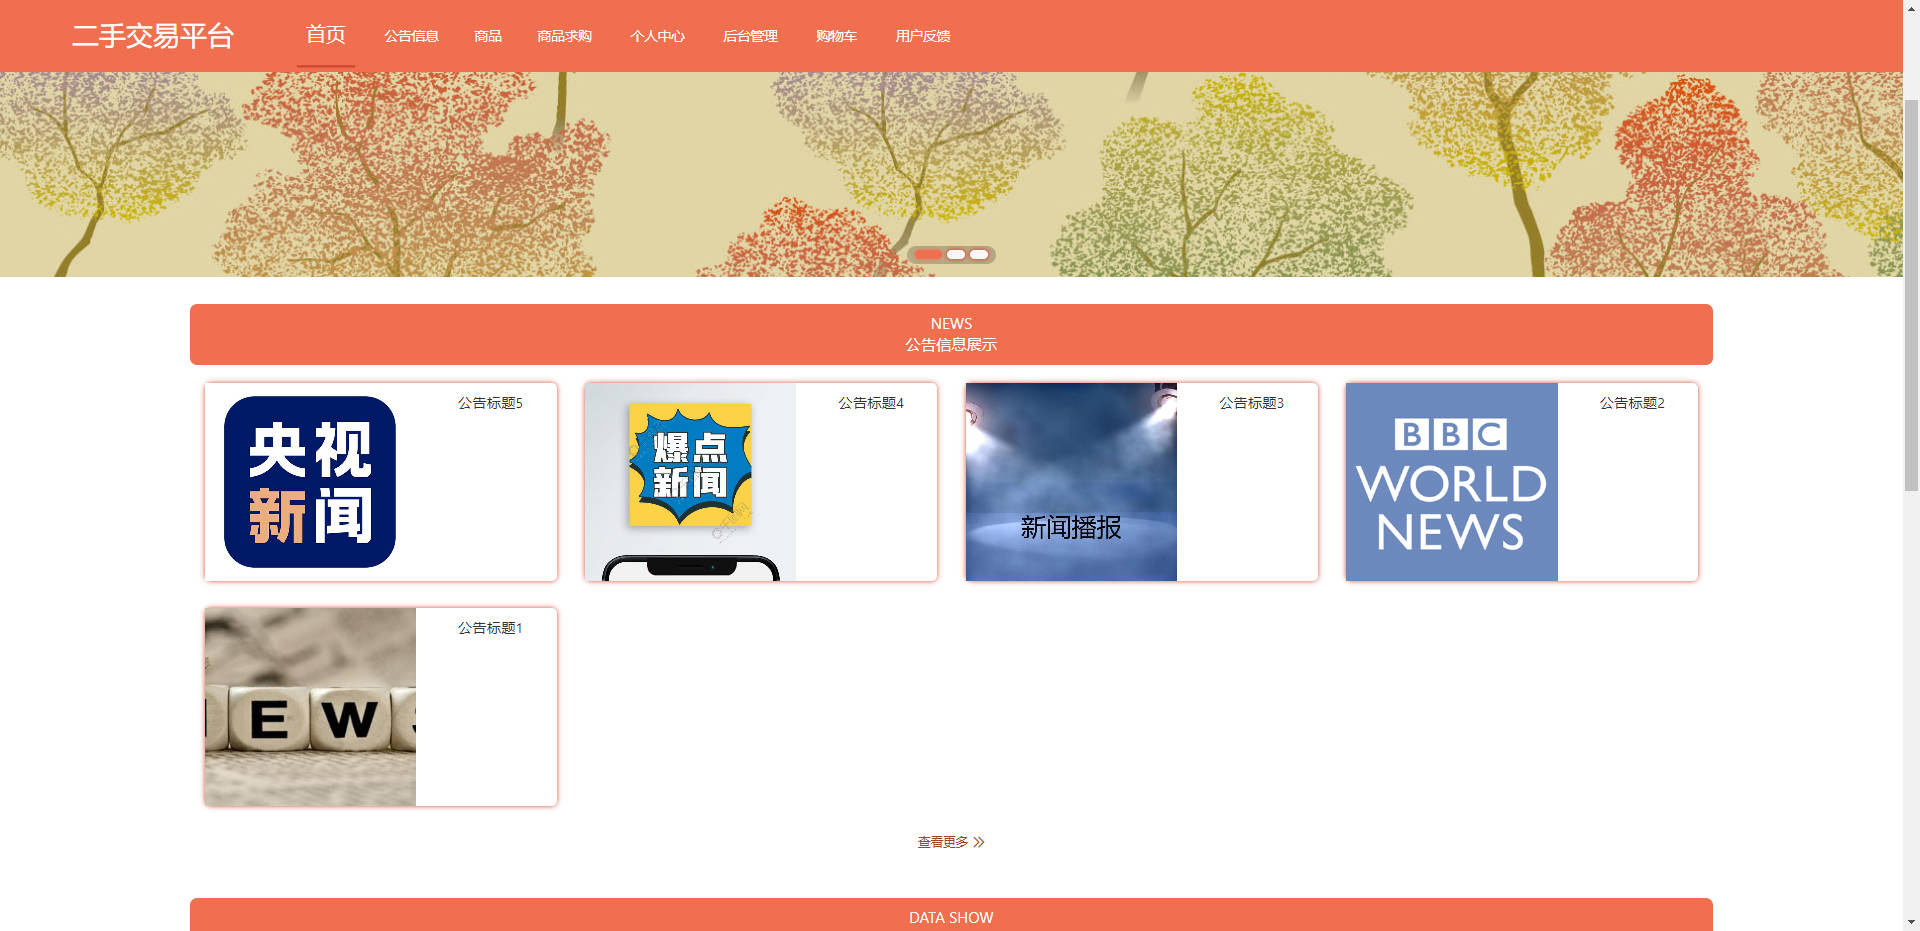 二手交易平台
首页
公告信息
商品
商品求购
个人中心
后台管理
购物车
用户反馈
NEWS
公告信息展示
央视
新闻
公告标题5
爆点
新闻
公告标题4
新闻播报
公告标题3
BBC
WORLD
NEWS
公告标题2
EWS
公告标题1
查看更多
DATA SHOW